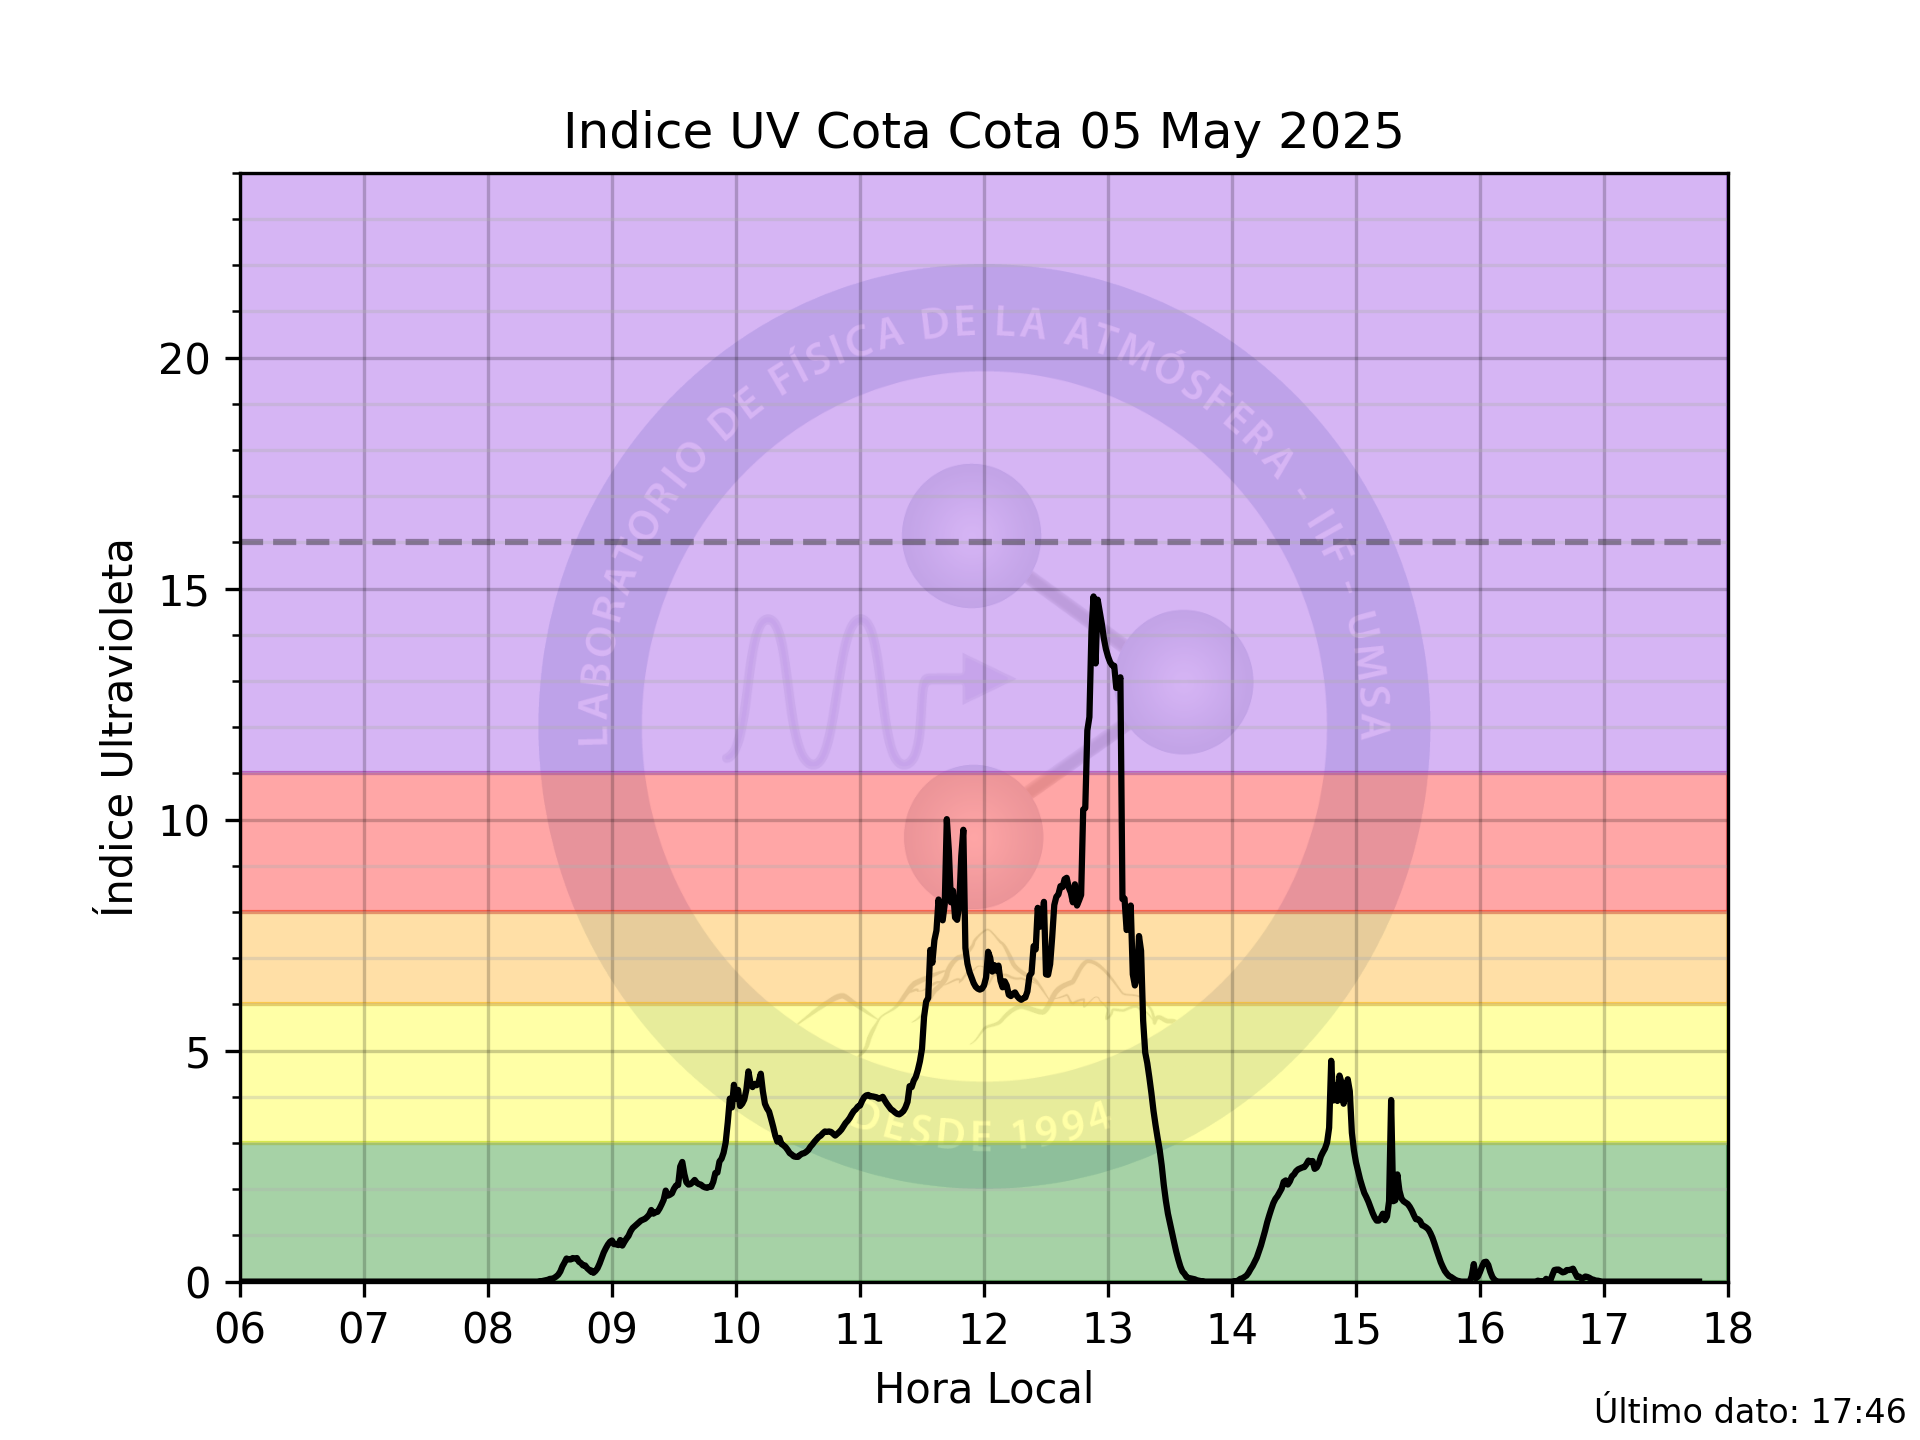 Indice UV Cota Cota 05 May 2025
Índice Ultravioleta
20
15
10
5
0
LABORATORIO DE FÍSICA DE LA ATMÓSFERA - IIF - UMSA
DESDE 1994
06 07 08 09 10 11 12 13 14 15 16 17 18
Hora Local
Último dato: 17:46